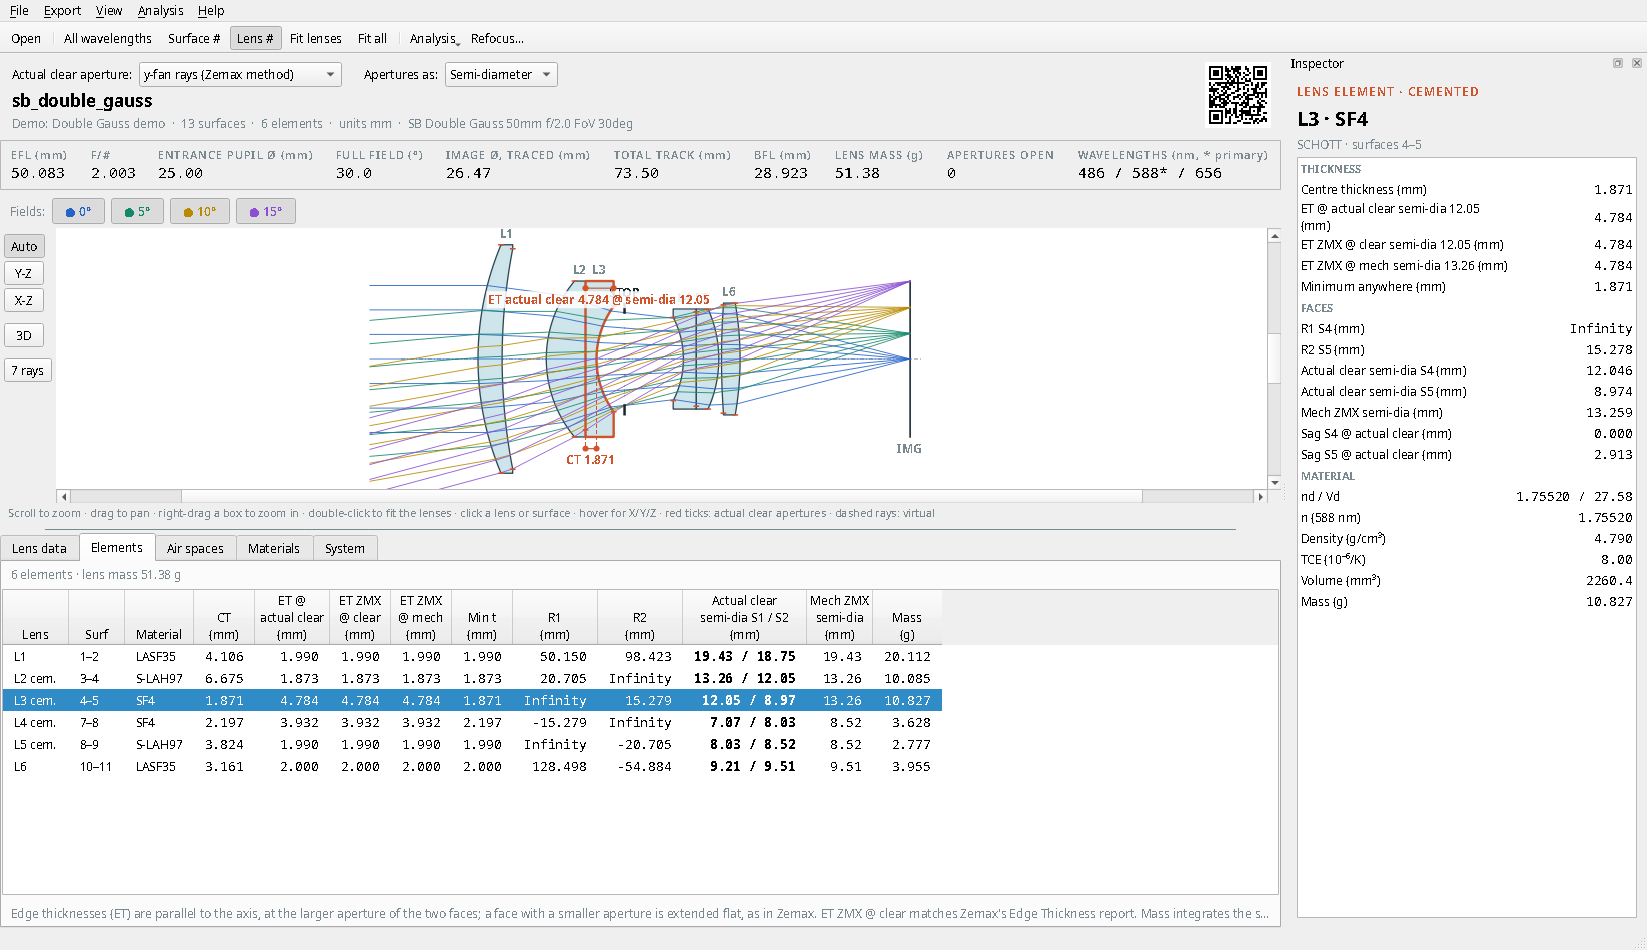 File Export View Analysis Help
Open All wavelengths Surface # Lens # Fit lenses Fit all Analysis Refocus...
Inspector
Actual clear aperture: y-fan rays (Zemax method) Apertures as: Semi-diameter
sb_double_gauss
Demo: Double Gauss demo · 13 surfaces · 6 elements · units mm · SB Double Gauss 50mm f/2.0 FoV 30deg
EFL (mm) F/# ENTRANCE PUPIL Ø (mm) FULL FIELD (°) IMAGE Ø, TRACED (mm) TOTAL TRACK (mm) BFL (mm) LENS MASS (g) APERTURES OPEN WAVELENGTHS (nm, * primary)
50.083 2.003 25.00 30.0 26.47 73.50 28.923 51.38 0 486 / 588* / 656
Fields: 0° 5° 10° 15°
Auto
Y-Z
X-Z
3D
7 rays
L1
L2 L3
ET actual clear 4.784 @ semi-dia 12.05
L6
CT 1.871
IMG
Scroll to zoom · drag to pan · right-drag a box to zoom in · double-click to fit the lenses · click a lens or surface · hover for X/Y/Z · red ticks: actual clear apertures · dashed rays: virtual
Lens data Elements Air spaces Materials System
6 elements · lens mass 51.38 g
Lens Surf Material CT (mm) ET @ actual clear (mm) ET ZMX @ clear (mm) ET ZMX @ mech (mm) Min t (mm) R1 (mm) R2 (mm) Actual clear semi-dia S1 / S2 (mm) Mech ZMX semi-dia (mm) Mass (g)
L1 1–2 LASF35 4.106 1.990 1.990 1.990 1.990 50.150 98.423 19.43 / 18.75 19.43 20.112
L2 cem. 3–4 S-LAH97 6.675 1.873 1.873 1.873 1.873 20.705 Infinity 13.26 / 12.05 13.26 10.085
L3 cem. 4–5 SF4 1.871 4.784 4.784 4.784 1.871 Infinity 15.279 12.05 / 8.97 13.26 10.827
L4 cem. 7–8 SF4 2.197 3.932 3.932 3.932 2.197 -15.279 Infinity 7.07 / 8.03 8.52 3.628
L5 cem. 8–9 S-LAH97 3.824 1.990 1.990 1.990 1.990 Infinity -20.705 8.03 / 8.52 8.52 2.777
L6 10–11 LASF35 3.161 2.000 2.000 2.000 2.000 128.498 -54.884 9.21 / 9.51 9.51 3.955
Edge thicknesses (ET) are parallel to the axis, at the larger aperture of the two faces; a face with a smaller aperture is extended flat, as in Zemax. ET ZMX @ clear matches Zemax's Edge Thickness report. Mass integrates the s...
LENS ELEMENT · CEMENTED
L3 · SF4
SCHOTT · surfaces 4–5
THICKNESS
Centre thickness (mm) 1.871
ET @ actual clear semi-dia 12.05 (mm) 4.784
ET ZMX @ clear semi-dia 12.05 (mm) 4.784
ET ZMX @ mech semi-dia 13.26 (mm) 4.784
Minimum anywhere (mm) 1.871
FACES
R1 S4 (mm) Infinity
R2 S5 (mm) 15.278
Actual clear semi-dia S4 (mm) 12.046
Actual clear semi-dia S5 (mm) 8.974
Mech ZMX semi-dia (mm) 13.259
Sag S4 @ actual clear (mm) 0.000
Sag S5 @ actual clear (mm) 2.913
MATERIAL
nd / Vd 1.75520 / 27.58
n (588 nm) 1.75520
Density (g/cm³) 4.790
TCE (10⁻⁶/K) 8.00
Volume (mm³) 2260.4
Mass (g) 10.827